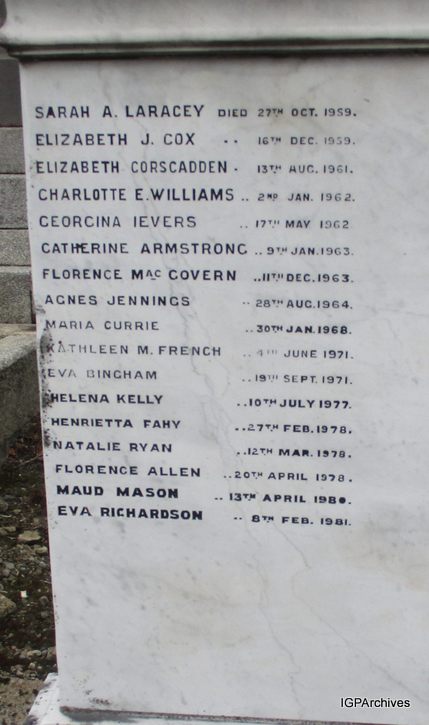 SARAH A. LARACEY DIED 27TH OCT. 1959.
ELIZABETH J. COX .. 16TH DEC. 1959.
ELIZABETH CORSCADDEN . 13TH AUG. 1961.
CHARLOTTE E. WILLIAMS .. 2ND JAN. 1962.
GEORGINA IEVERS .. 17TH MAY 1962
CATHERINE ARMSTRONG .. 9TH JAN. 1963.
FLORENCE MAC GOVERN .. 11TH DEC. 1963.
AGNES JENNINGS .. 28TH AUG. 1964.
MARIA CURRIE .. 30TH JAN. 1968.
KATHLEEN M. FRENCH .. 4TH JUNE 1971.
EVA BINGHAM .. 19TH SEPT. 1971.
HELENA KELLY .. 10TH JULY 1977.
HENRIETTA FAHY .. 27TH FEB. 1978.
NATALIE RYAN .. 12TH MAR. 1978.
FLORENCE ALLEN .. 20TH APRIL 1978.
MAUD MASON .. 13TH APRIL 1980.
EVA RICHARDSON .. 8TH FEB. 1981.
IGPArchives